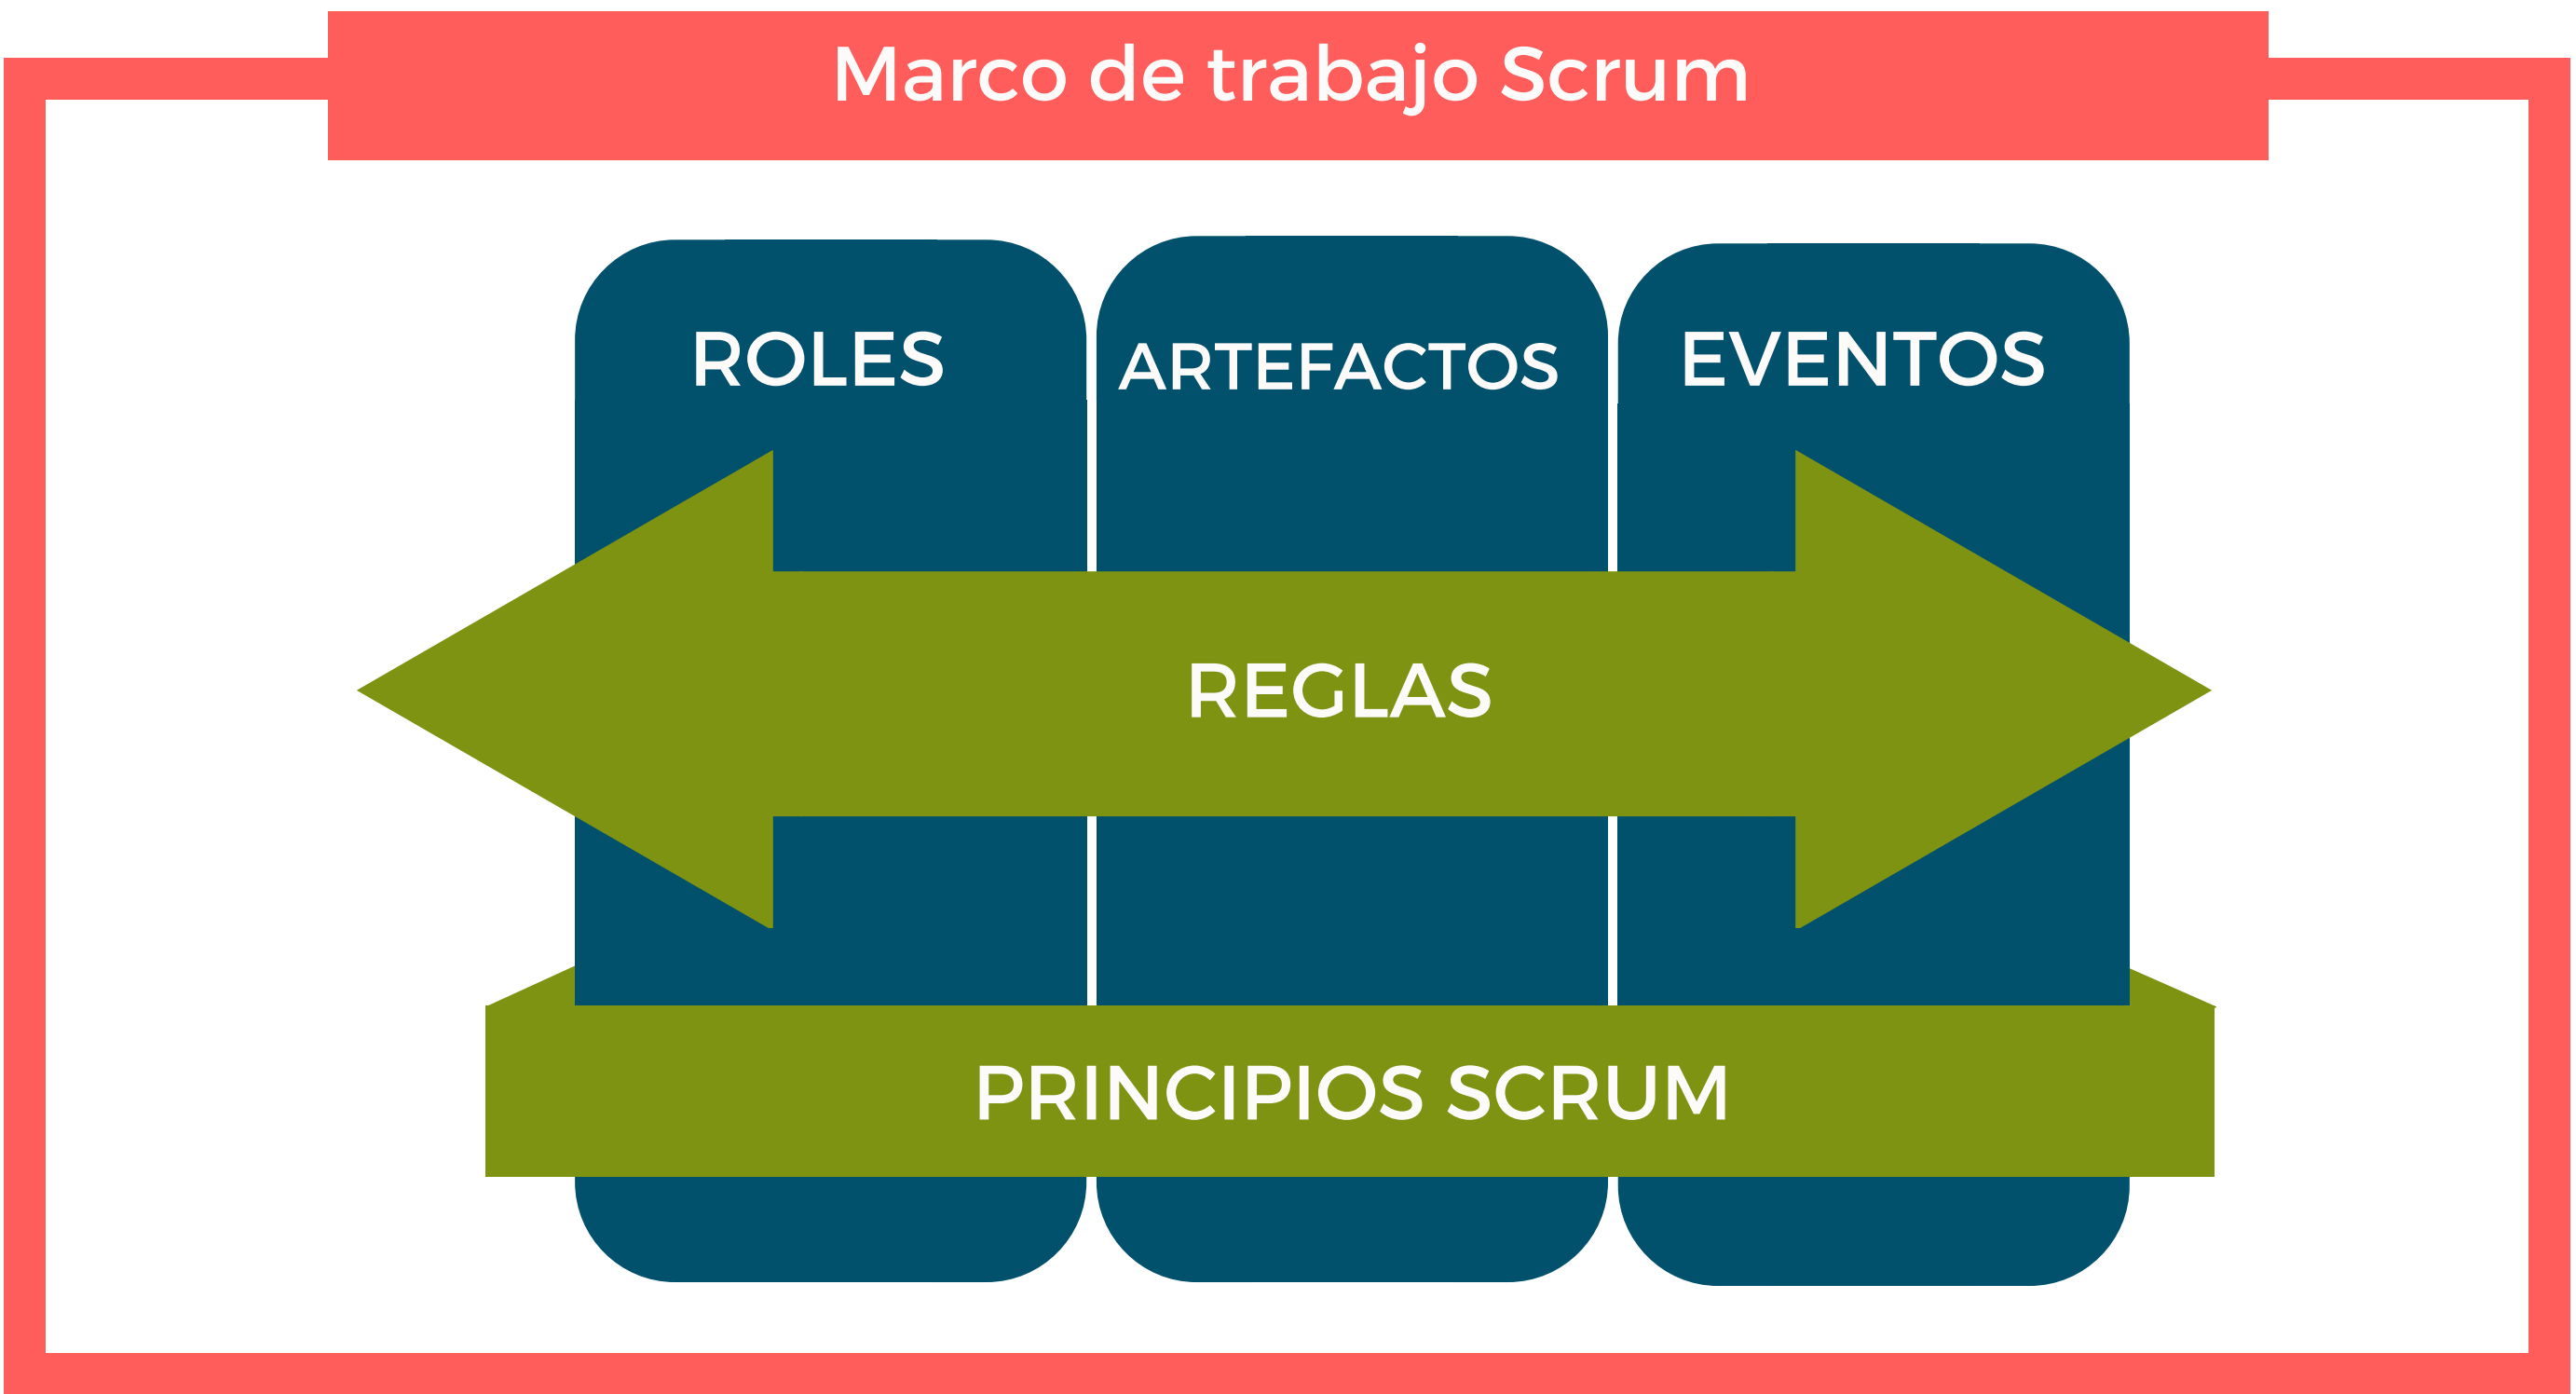 Marco de trabajo Scrum
ROLES
ARTEFACTOS
EVENTOS
REGLAS
PRINCIPIOS SCRUM